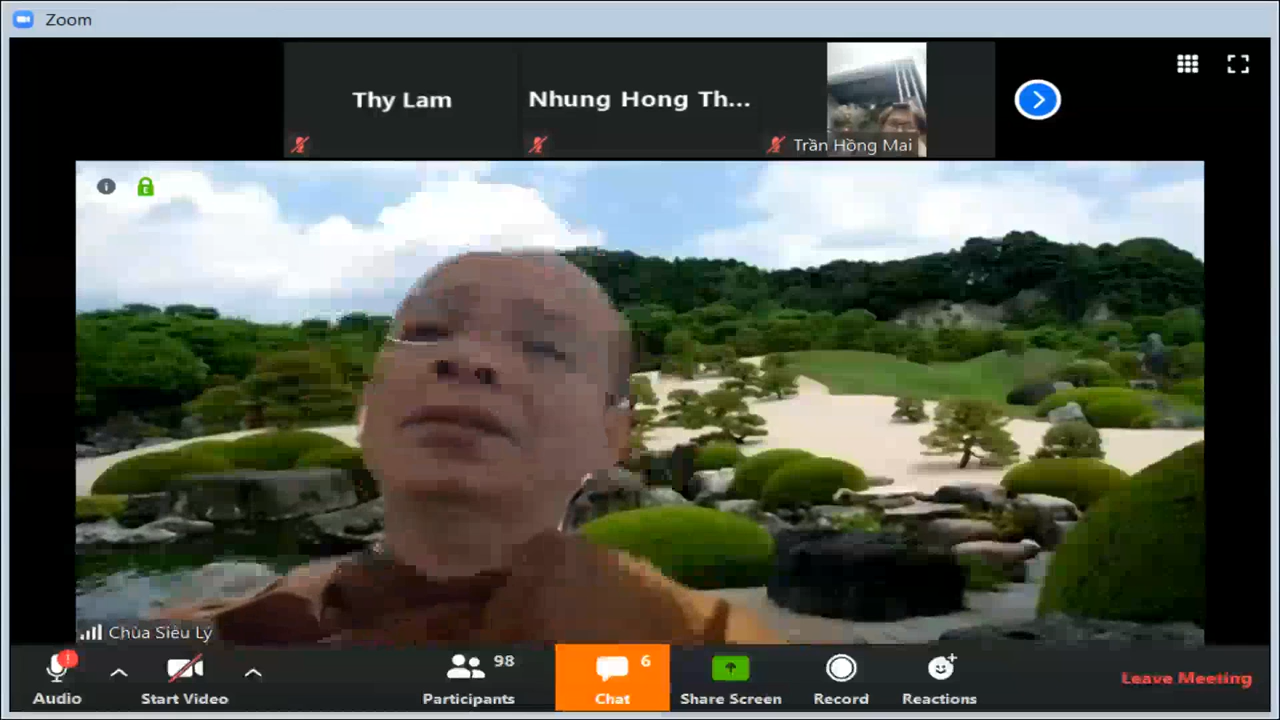 Zoom
Thy Lam
Nhung Hong Th...
Trần Hồng Mai
Chùa Siêu Lý
98
6
Audio
Start Video
Participants
Chat
Share Screen
Record
Reactions
Leave Meeting